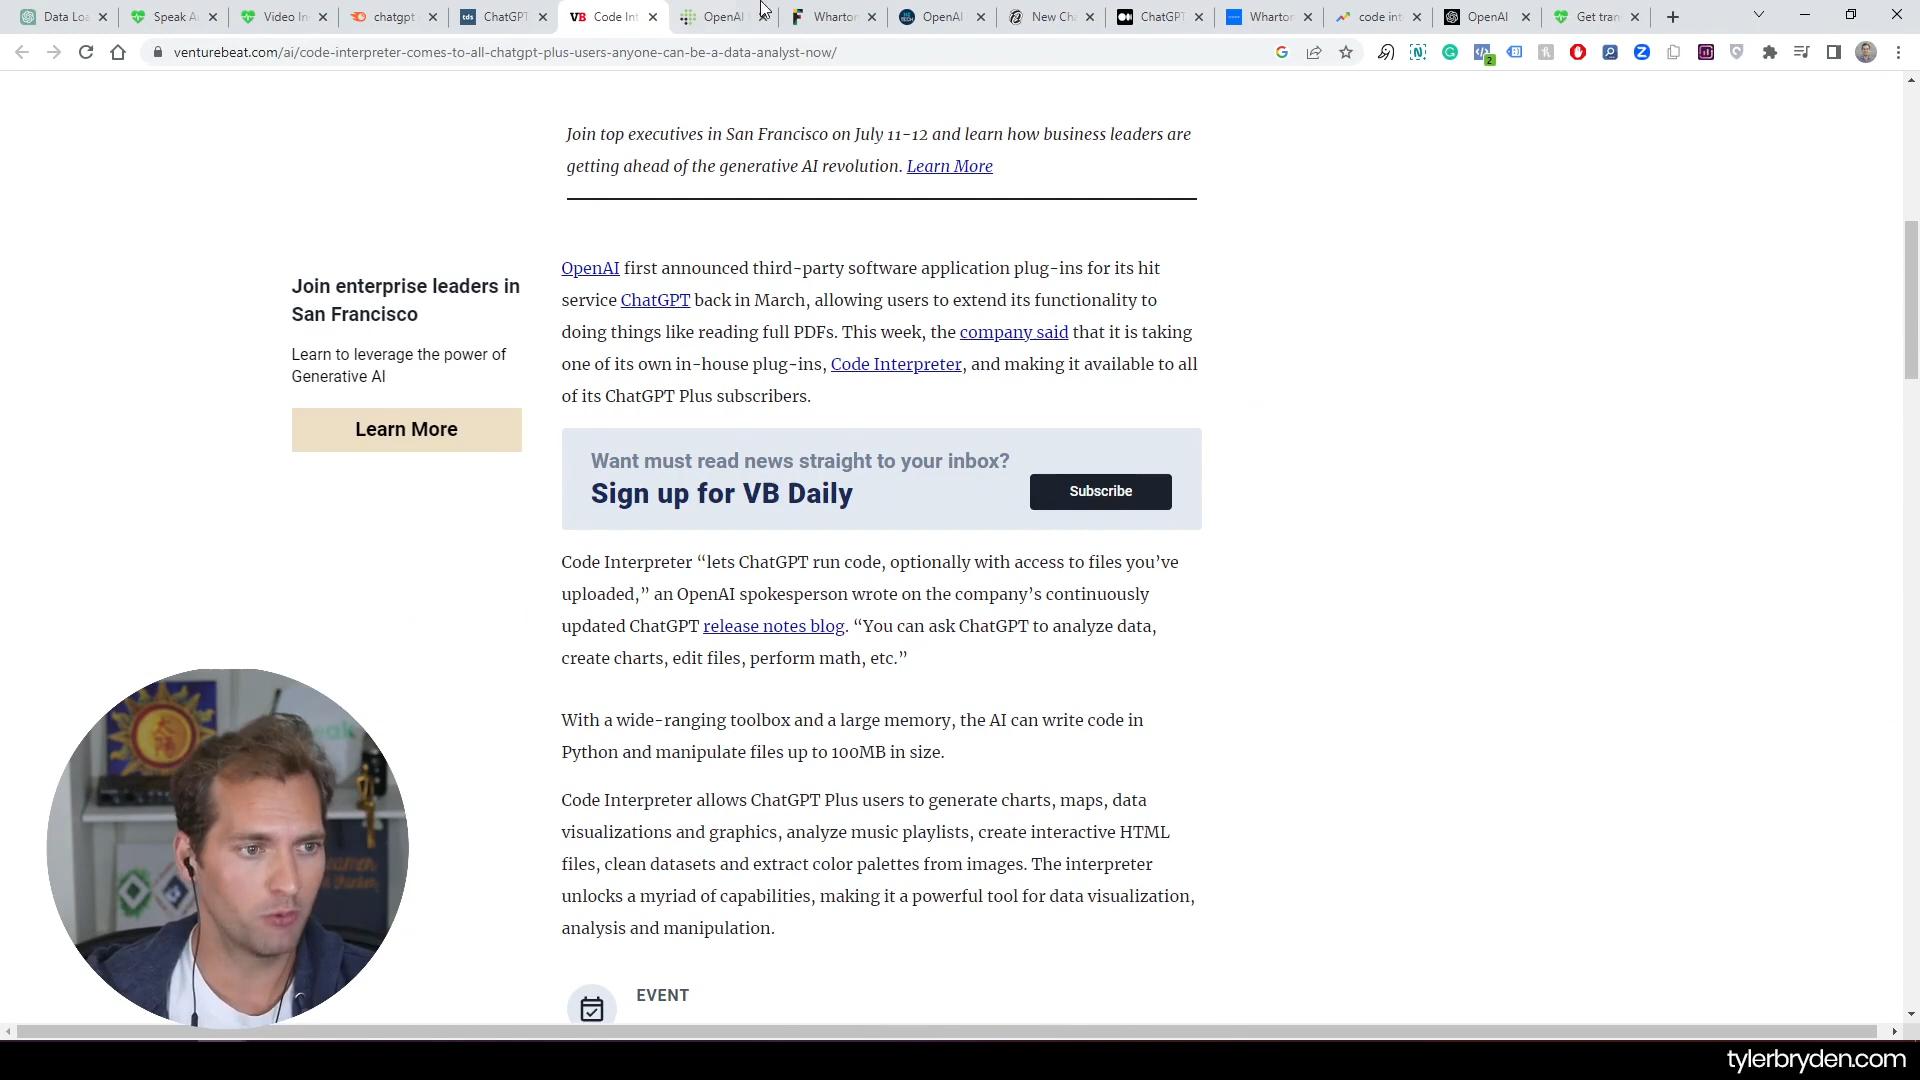 Data Loa
Speak A
Video In
chatgpt
ChatGPT
Code Int
OpenAI
Wharton
OpenAI
New Ch
ChatGPT
Wharton
code int
OpenAI
Get tran
venturebeat.com/ai/code-interpreter-comes-to-all-chatgpt-plus-users-anyone-can-be-a-data-analyst-now/
Join top executives in San Francisco on July 11-12 and learn how business leaders are
getting ahead of the generative AI revolution. Learn More
Join enterprise leaders in
San Francisco
Learn to leverage the power of
Generative AI
Learn More
OpenAI first announced third-party software application plug-ins for its hit
service ChatGPT back in March, allowing users to extend its functionality to
doing things like reading full PDFs. This week, the company said that it is taking
one of its own in-house plug-ins, Code Interpreter, and making it available to all
of its ChatGPT Plus subscribers.
Want must read news straight to your inbox?
Sign up for VB Daily
Subscribe
Code Interpreter “lets ChatGPT run code, optionally with access to files you’ve
uploaded,” an OpenAI spokesperson wrote on the company’s continuously
updated ChatGPT release notes blog. “You can ask ChatGPT to analyze data,
create charts, edit files, perform math, etc.”
With a wide-ranging toolbox and a large memory, the AI can write code in
Python and manipulate files up to 100MB in size.
Code Interpreter allows ChatGPT Plus users to generate charts, maps, data
visualizations and graphics, analyze music playlists, create interactive HTML
files, clean datasets and extract color palettes from images. The interpreter
unlocks a myriad of capabilities, making it a powerful tool for data visualization,
analysis and manipulation.
EVENT
tylerbryden.com